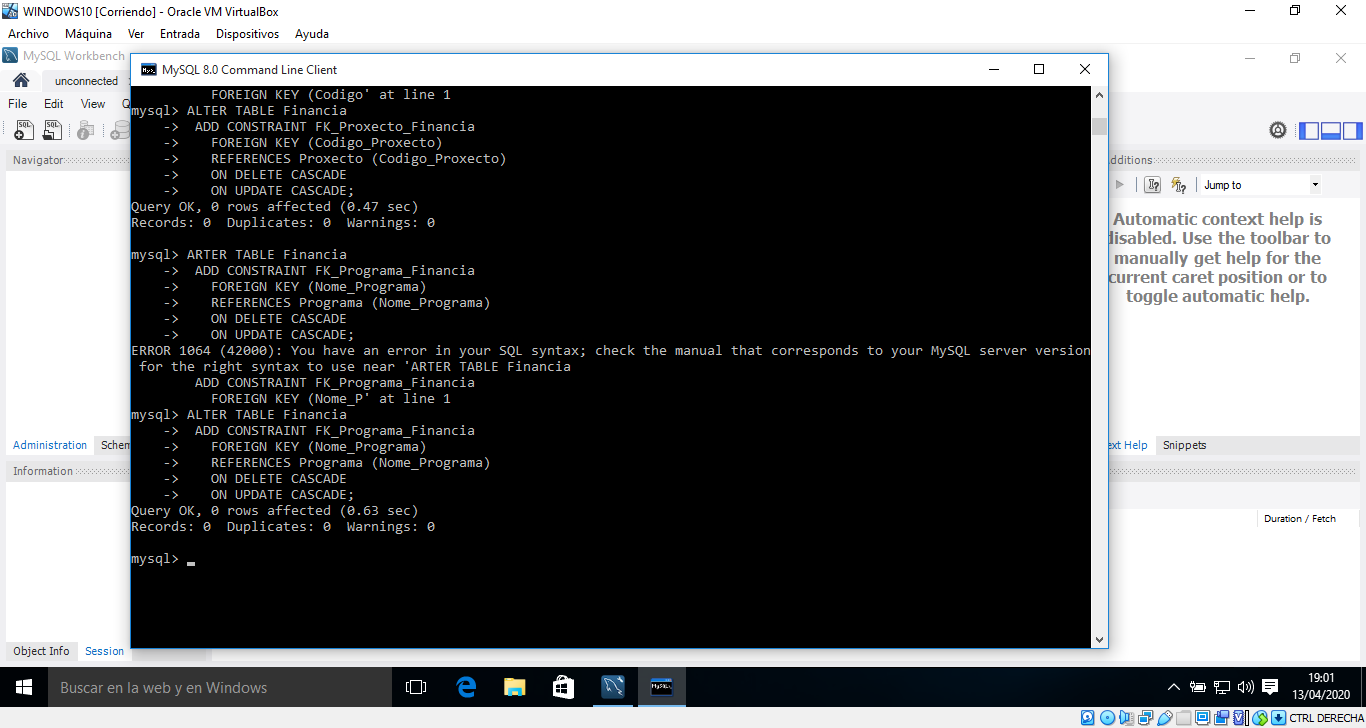 WINDOWS10 [Corriendo] - Oracle VM VirtualBox
Archivo Máquina Ver Entrada Dispositivos Ayuda
MySQL Workbench
unconnected
File Edit View Q
SQL SQL
Navigator
Administration Schem
Information
Object Info Session
MySQL 8.0 Command Line Client
FOREIGN KEY (Codigo' at line 1
mysql> ALTER TABLE Financia
-> ADD CONSTRAINT FK_Proxecto_Financia
-> FOREIGN KEY (Codigo_Proxecto)
-> REFERENCES Proxecto (Codigo_Proxecto)
-> ON DELETE CASCADE
-> ON UPDATE CASCADE;
Query OK, 0 rows affected (0.47 sec)
Records: 0 Duplicates: 0 Warnings: 0
mysql> ARTER TABLE Financia
-> ADD CONSTRAINT FK_Programa_Financia
-> FOREIGN KEY (Nome_Programa)
-> REFERENCES Programa (Nome_Programa)
-> ON DELETE CASCADE
-> ON UPDATE CASCADE;
ERROR 1064 (42000): You have an error in your SQL syntax; check the manual that corresponds to your MySQL server version
for the right syntax to use near 'ARTER TABLE Financia
ADD CONSTRAINT FK_Programa_Financia
FOREIGN KEY (Nome_P' at line 1
mysql> ALTER TABLE Financia
-> ADD CONSTRAINT FK_Programa_Financia
-> FOREIGN KEY (Nome_Programa)
-> REFERENCES Programa (Nome_Programa)
-> ON DELETE CASCADE
-> ON UPDATE CASCADE;
Query OK, 0 rows affected (0.63 sec)
Records: 0 Duplicates: 0 Warnings: 0
mysql>
dditions
Jump to
Automatic context help is
disabled. Use the toolbar to
manually get help for the
current caret position or to
toggle automatic help.
ext Help Snippets
Duration / Fetch
Buscar en la web y en Windows
19:01
13/04/2020
CTRL DERECHA